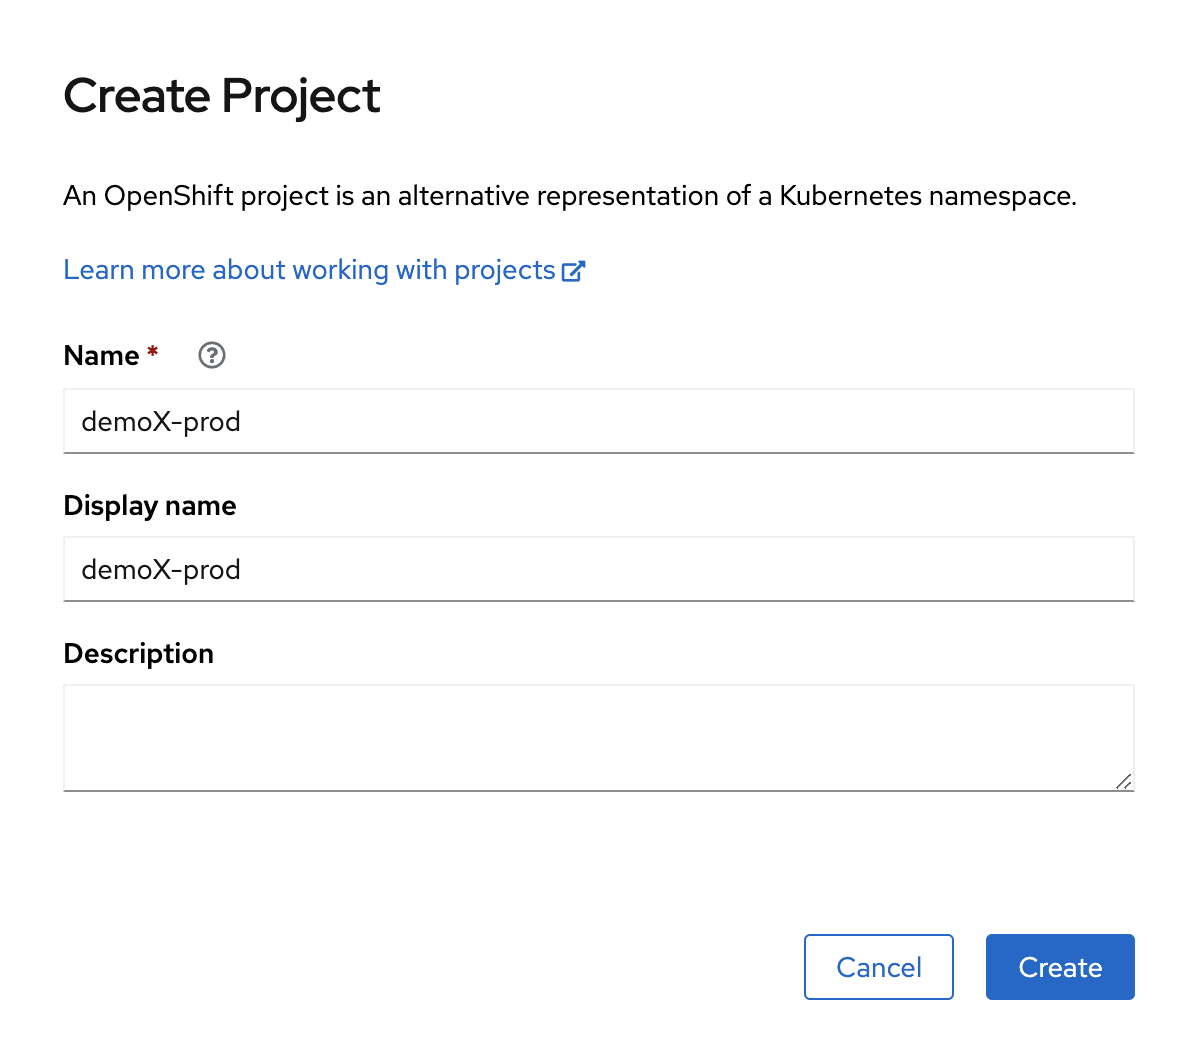 Create Project
An OpenShift project is an alternative representation of a Kubernetes namespace.
Learn more about working with projects
Name *
demoX-prod
Display name
demoX-prod
Description
Cancel Create